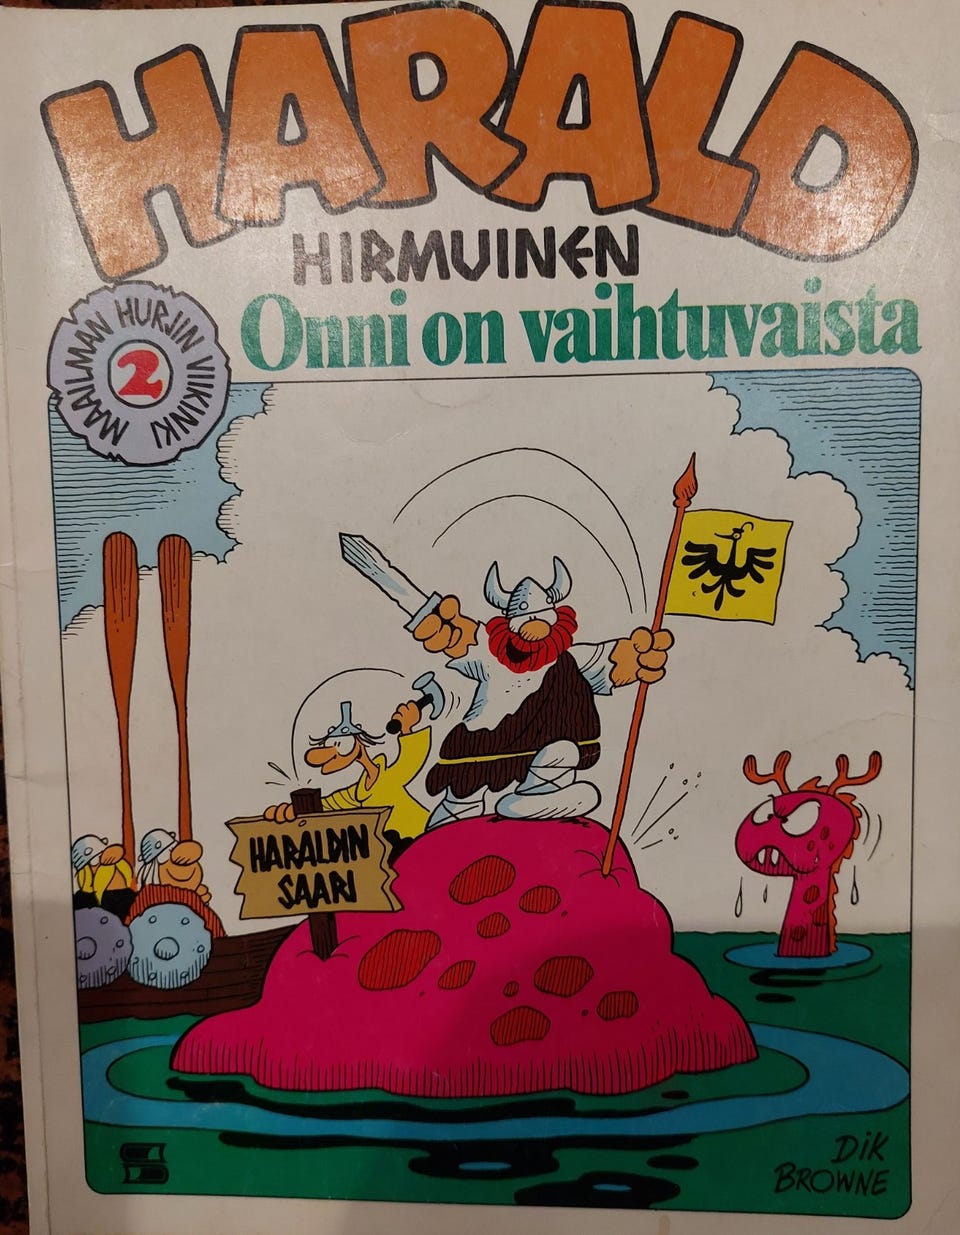 HARALD
HIRMUINEN
Onni on vaihtuvaista
MAAILMAN HURJIN VIIKINKI
2
HARALDIN
SAARI
DIK
BROWNE